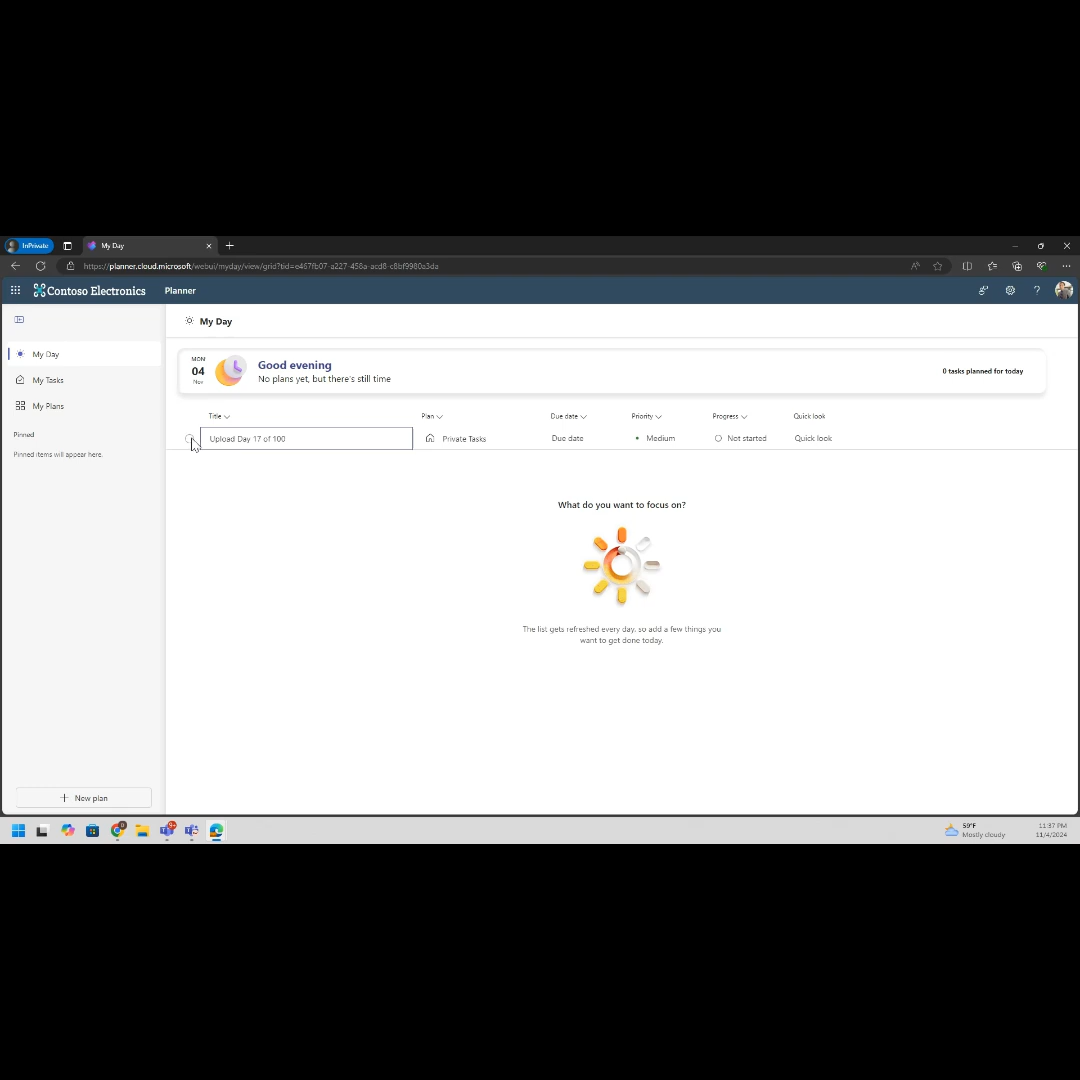 InPrivate
My Day
https://planner.cloud.microsoft/webui/myday/view/grid?tid=e467fb07-a227-458a-acd8-c8bf9980a3da
Contoso Electronics
Planner
?
My Day
My Tasks
My Plans
Pinned
Pinned items will appear here.
New plan
My Day
MON
04
Nov
Good evening
No plans yet, but there's still time
0 tasks planned for today
Title Plan Due date Priority Progress Quick look
Upload Day 17 of 100 Private Tasks Due date Medium Not started Quick look
What do you want to focus on?
The list gets refreshed every day, so add a few things you
want to get done today.
59°F
Mostly cloudy
11:37 PM
11/4/2024